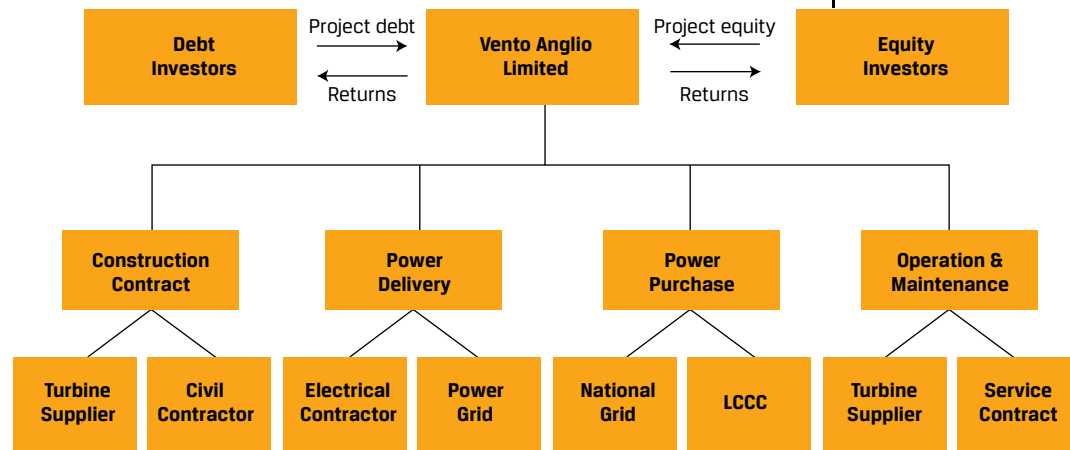 Debt
Investors
Project debt
Returns
Vento Anglio
Limited
Project equity
Returns
Equity
Investors
Construction
Contract
Power
Delivery
Power
Purchase
Operation &
Maintenance
Turbine
Supplier
Civil
Contractor
Electrical
Contractor
Power
Grid
National
Grid
LCCC
Turbine
Supplier
Service
Contract